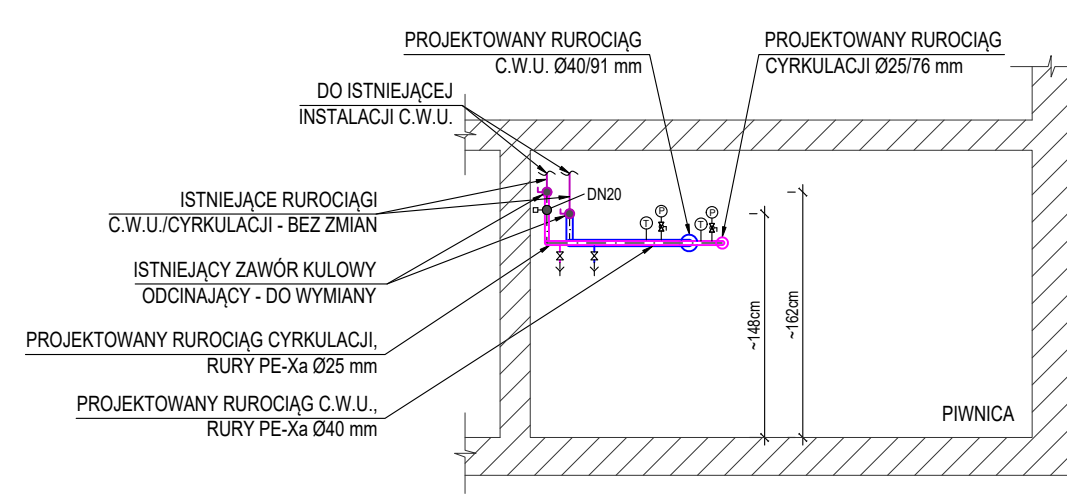 PROJEKTOWANY RUROCIĄG
C.W.U. Ø40/91 mm
PROJEKTOWANY RUROCIĄG
CYRKULACJI Ø25/76 mm
DO ISTNIEJĄCEJ
INSTALACJI C.W.U.
ISTNIEJĄCE RUROCIĄGI
C.W.U./CYRKULACJI - BEZ ZMIAN
DN20
ISTNIEJĄCY ZAWÓR KULOWY
ODCINAJĄCY - DO WYMIANY
PROJEKTOWANY RUROCIĄG CYRKULACJI,
RURY PE-Xa Ø25 mm
PROJEKTOWANY RUROCIĄG C.W.U.,
RURY PE-Xa Ø40 mm
T
P
T
P
~148cm
~162cm
PIWNICA